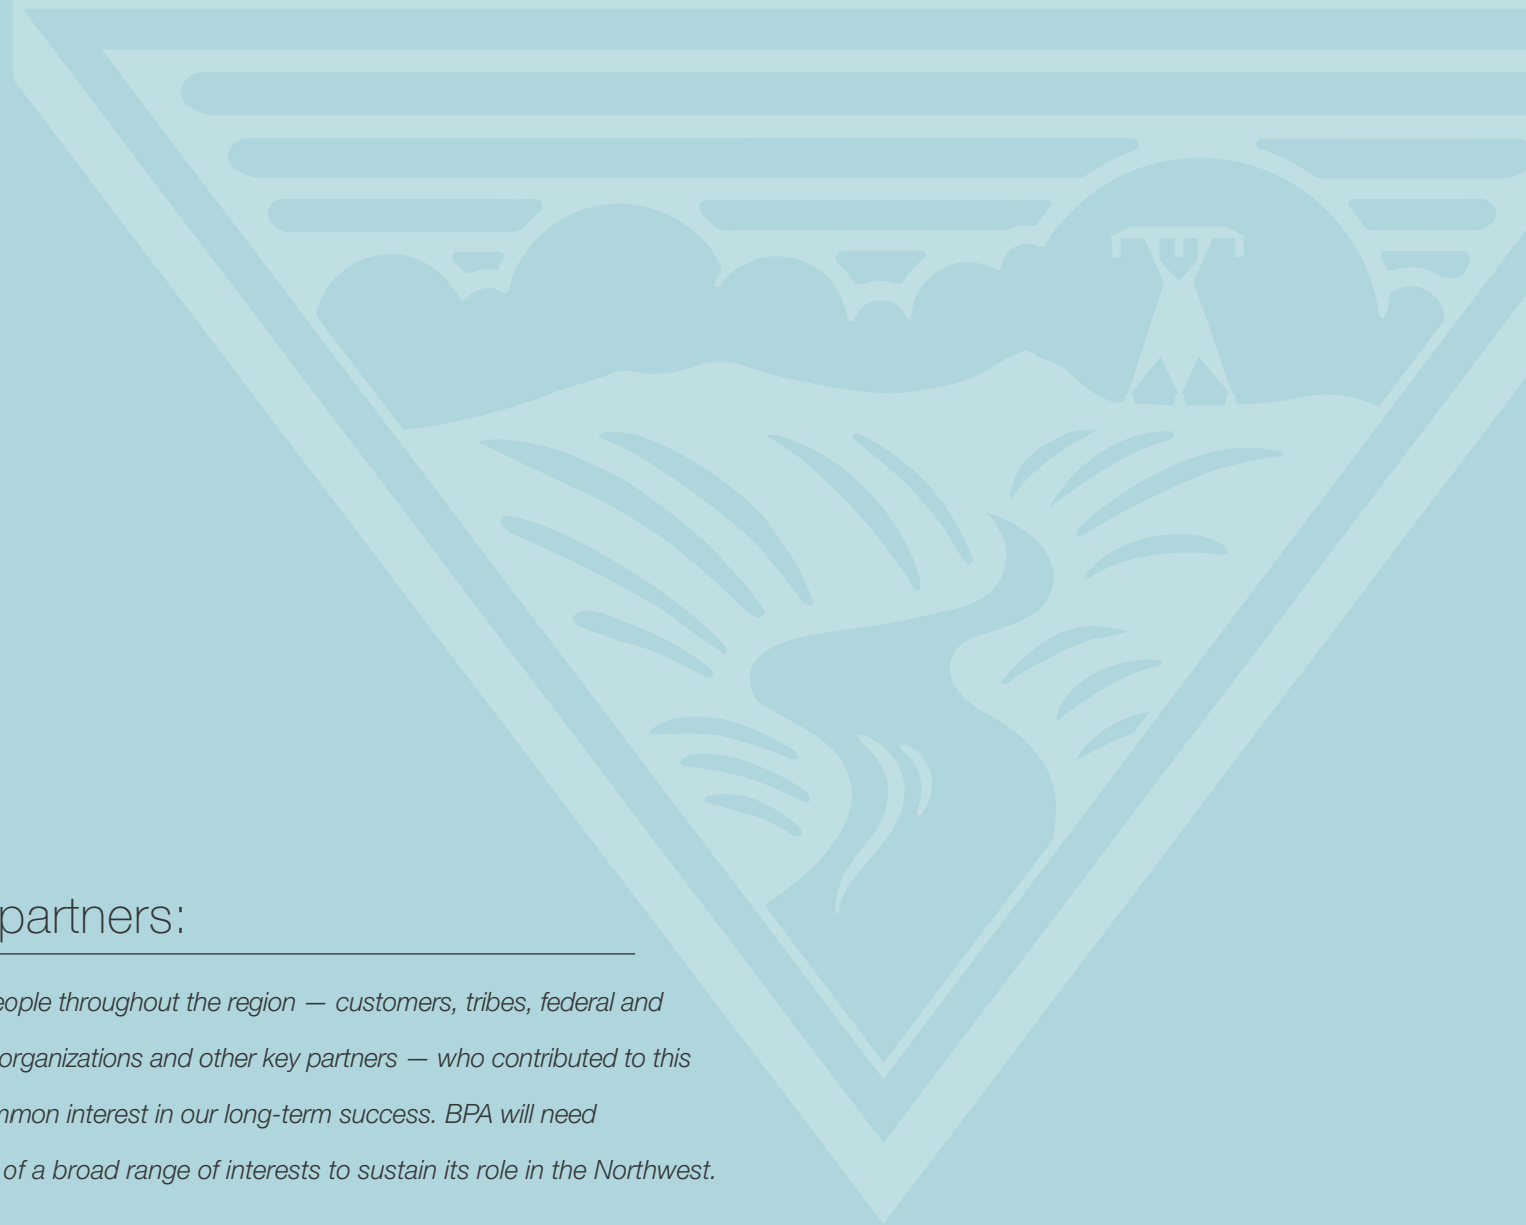 partners:
eople throughout the region — customers, tribes, federal and
organizations and other key partners — who contributed to this
mmon interest in our long-term success. BPA will need
of a broad range of interests to sustain its role in the Northwest.